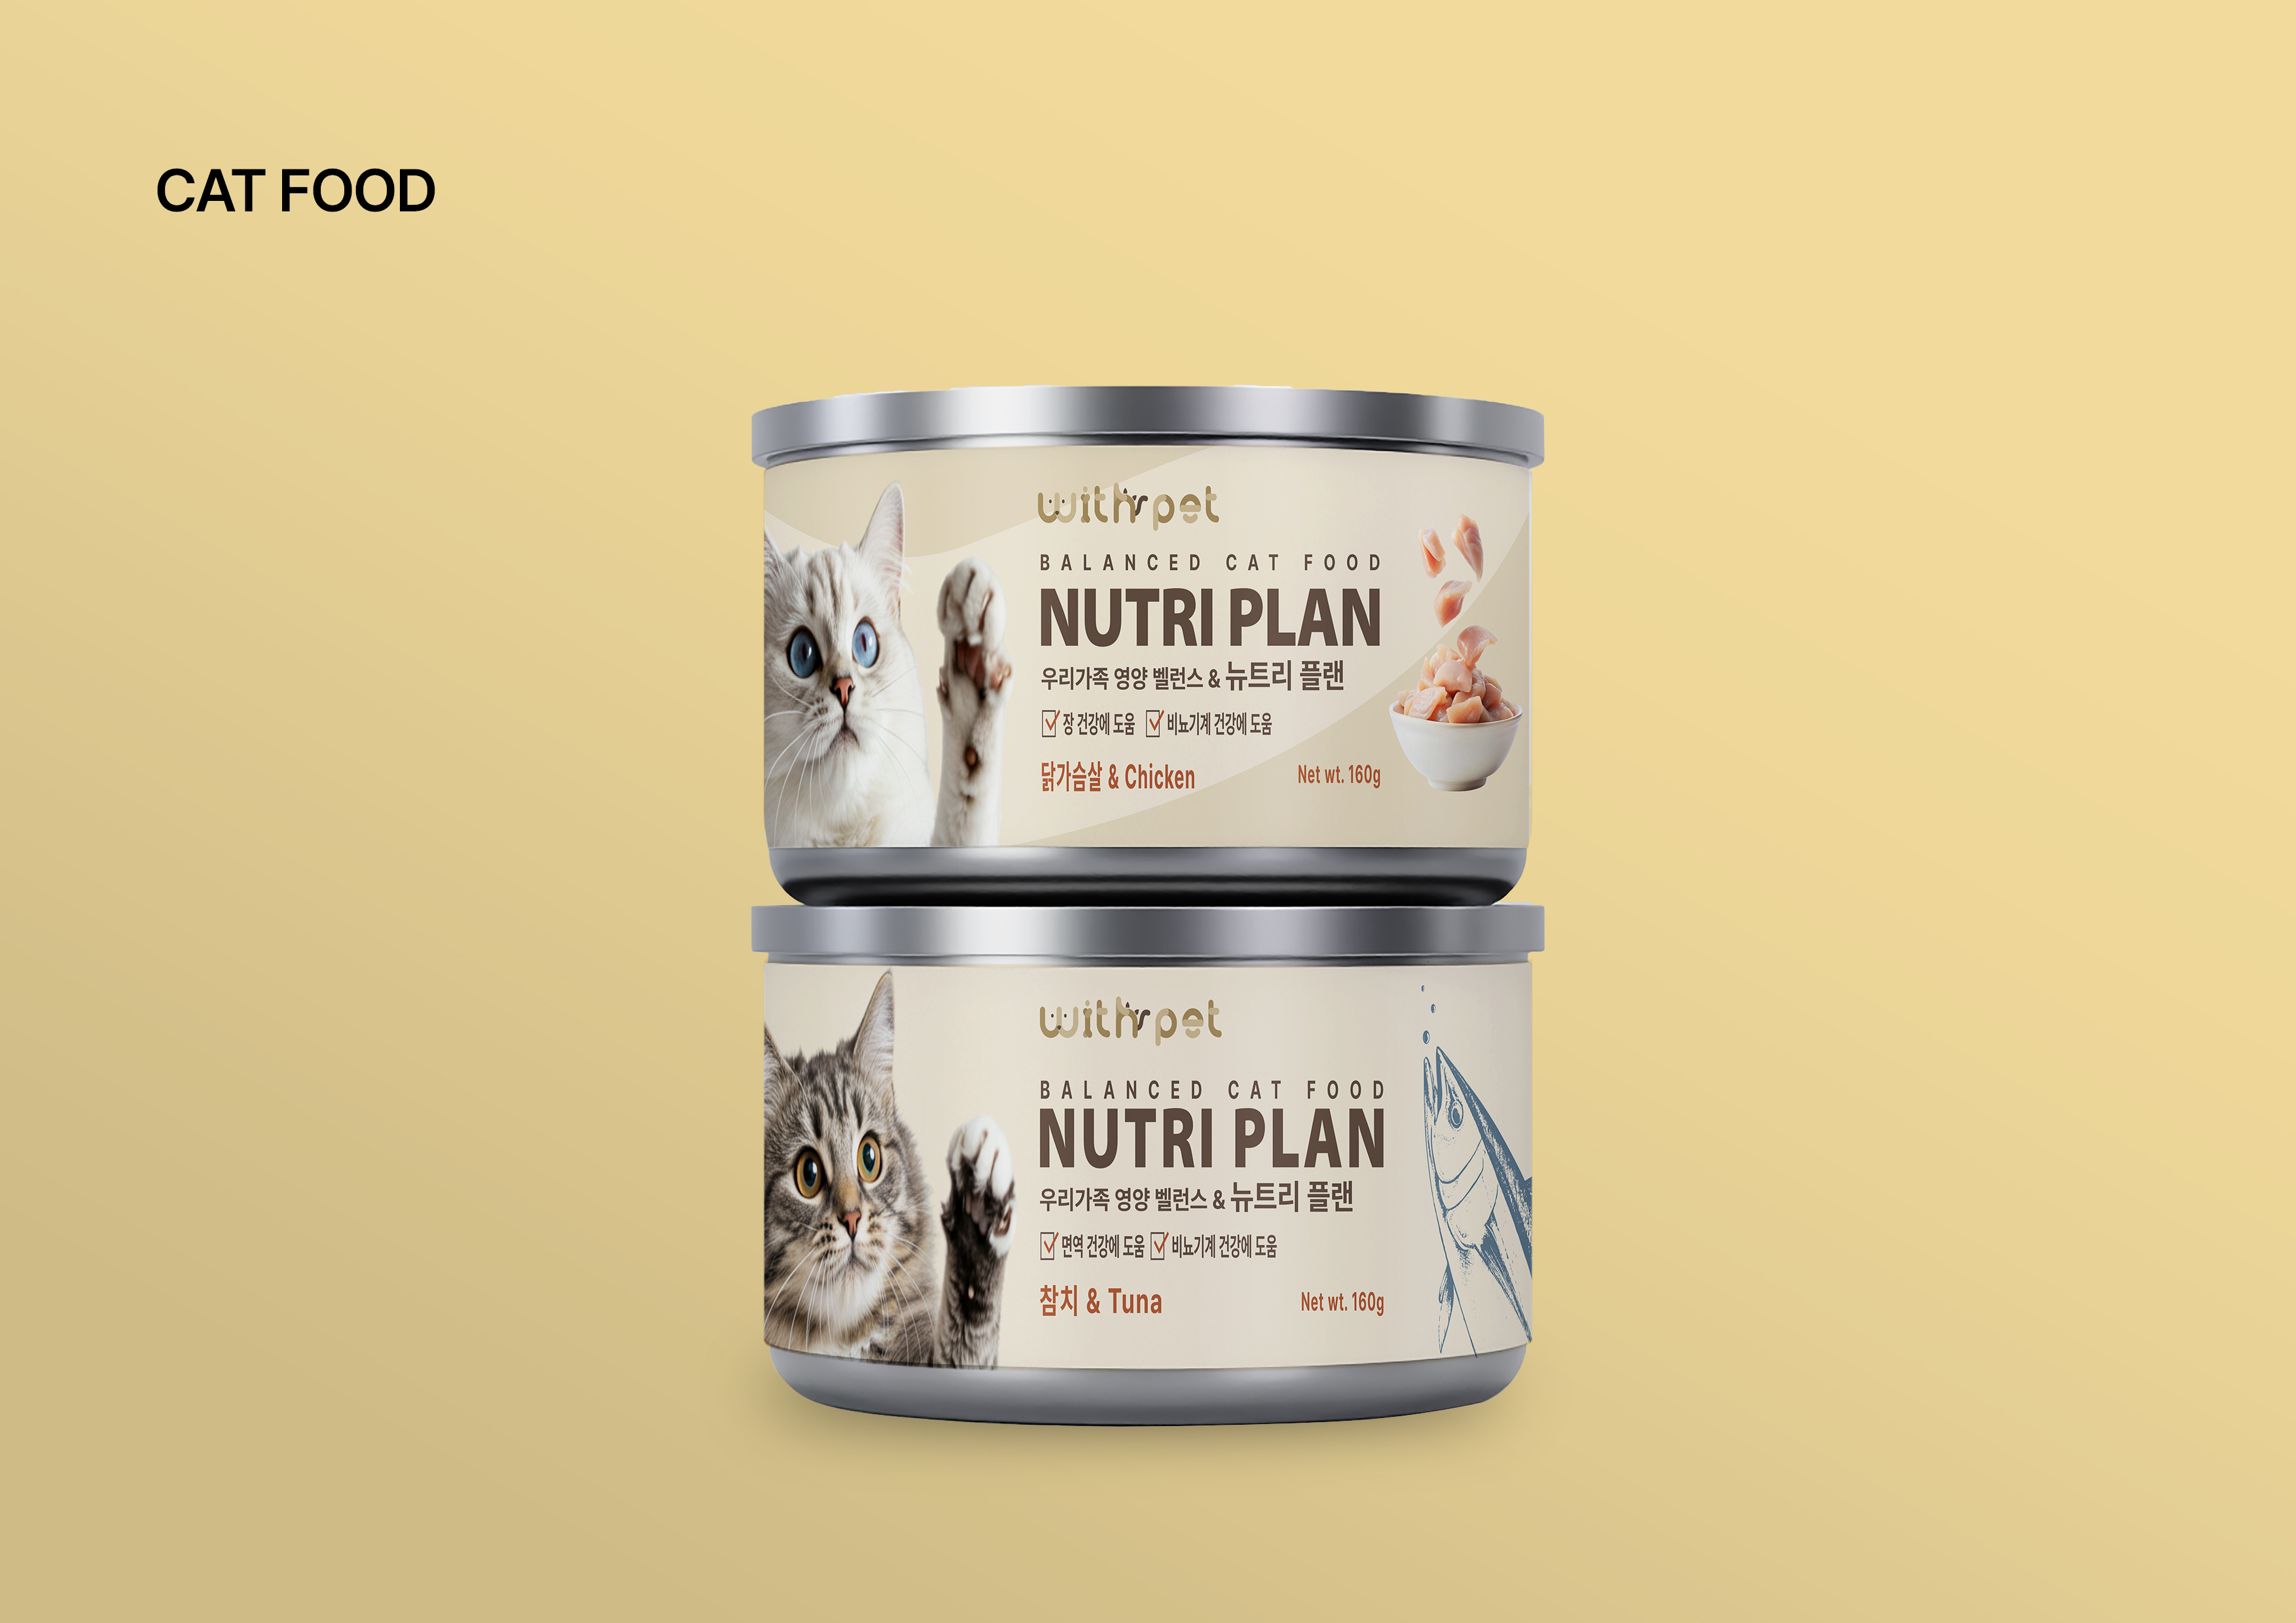 CAT FOOD
with pet
BALANCED CAT FOOD
NUTRI PLAN
우리가족 영양 벨런스 & 뉴트리 플랜
장 건강에 도움 비뇨기계 건강에 도움
닭가슴살 & Chicken Net wt. 160g
with pet
BALANCED CAT FOOD
NUTRI PLAN
우리가족 영양 벨런스 & 뉴트리 플랜
면역 건강에 도움 비뇨기계 건강에 도움
참치 & Tuna Net wt. 160g